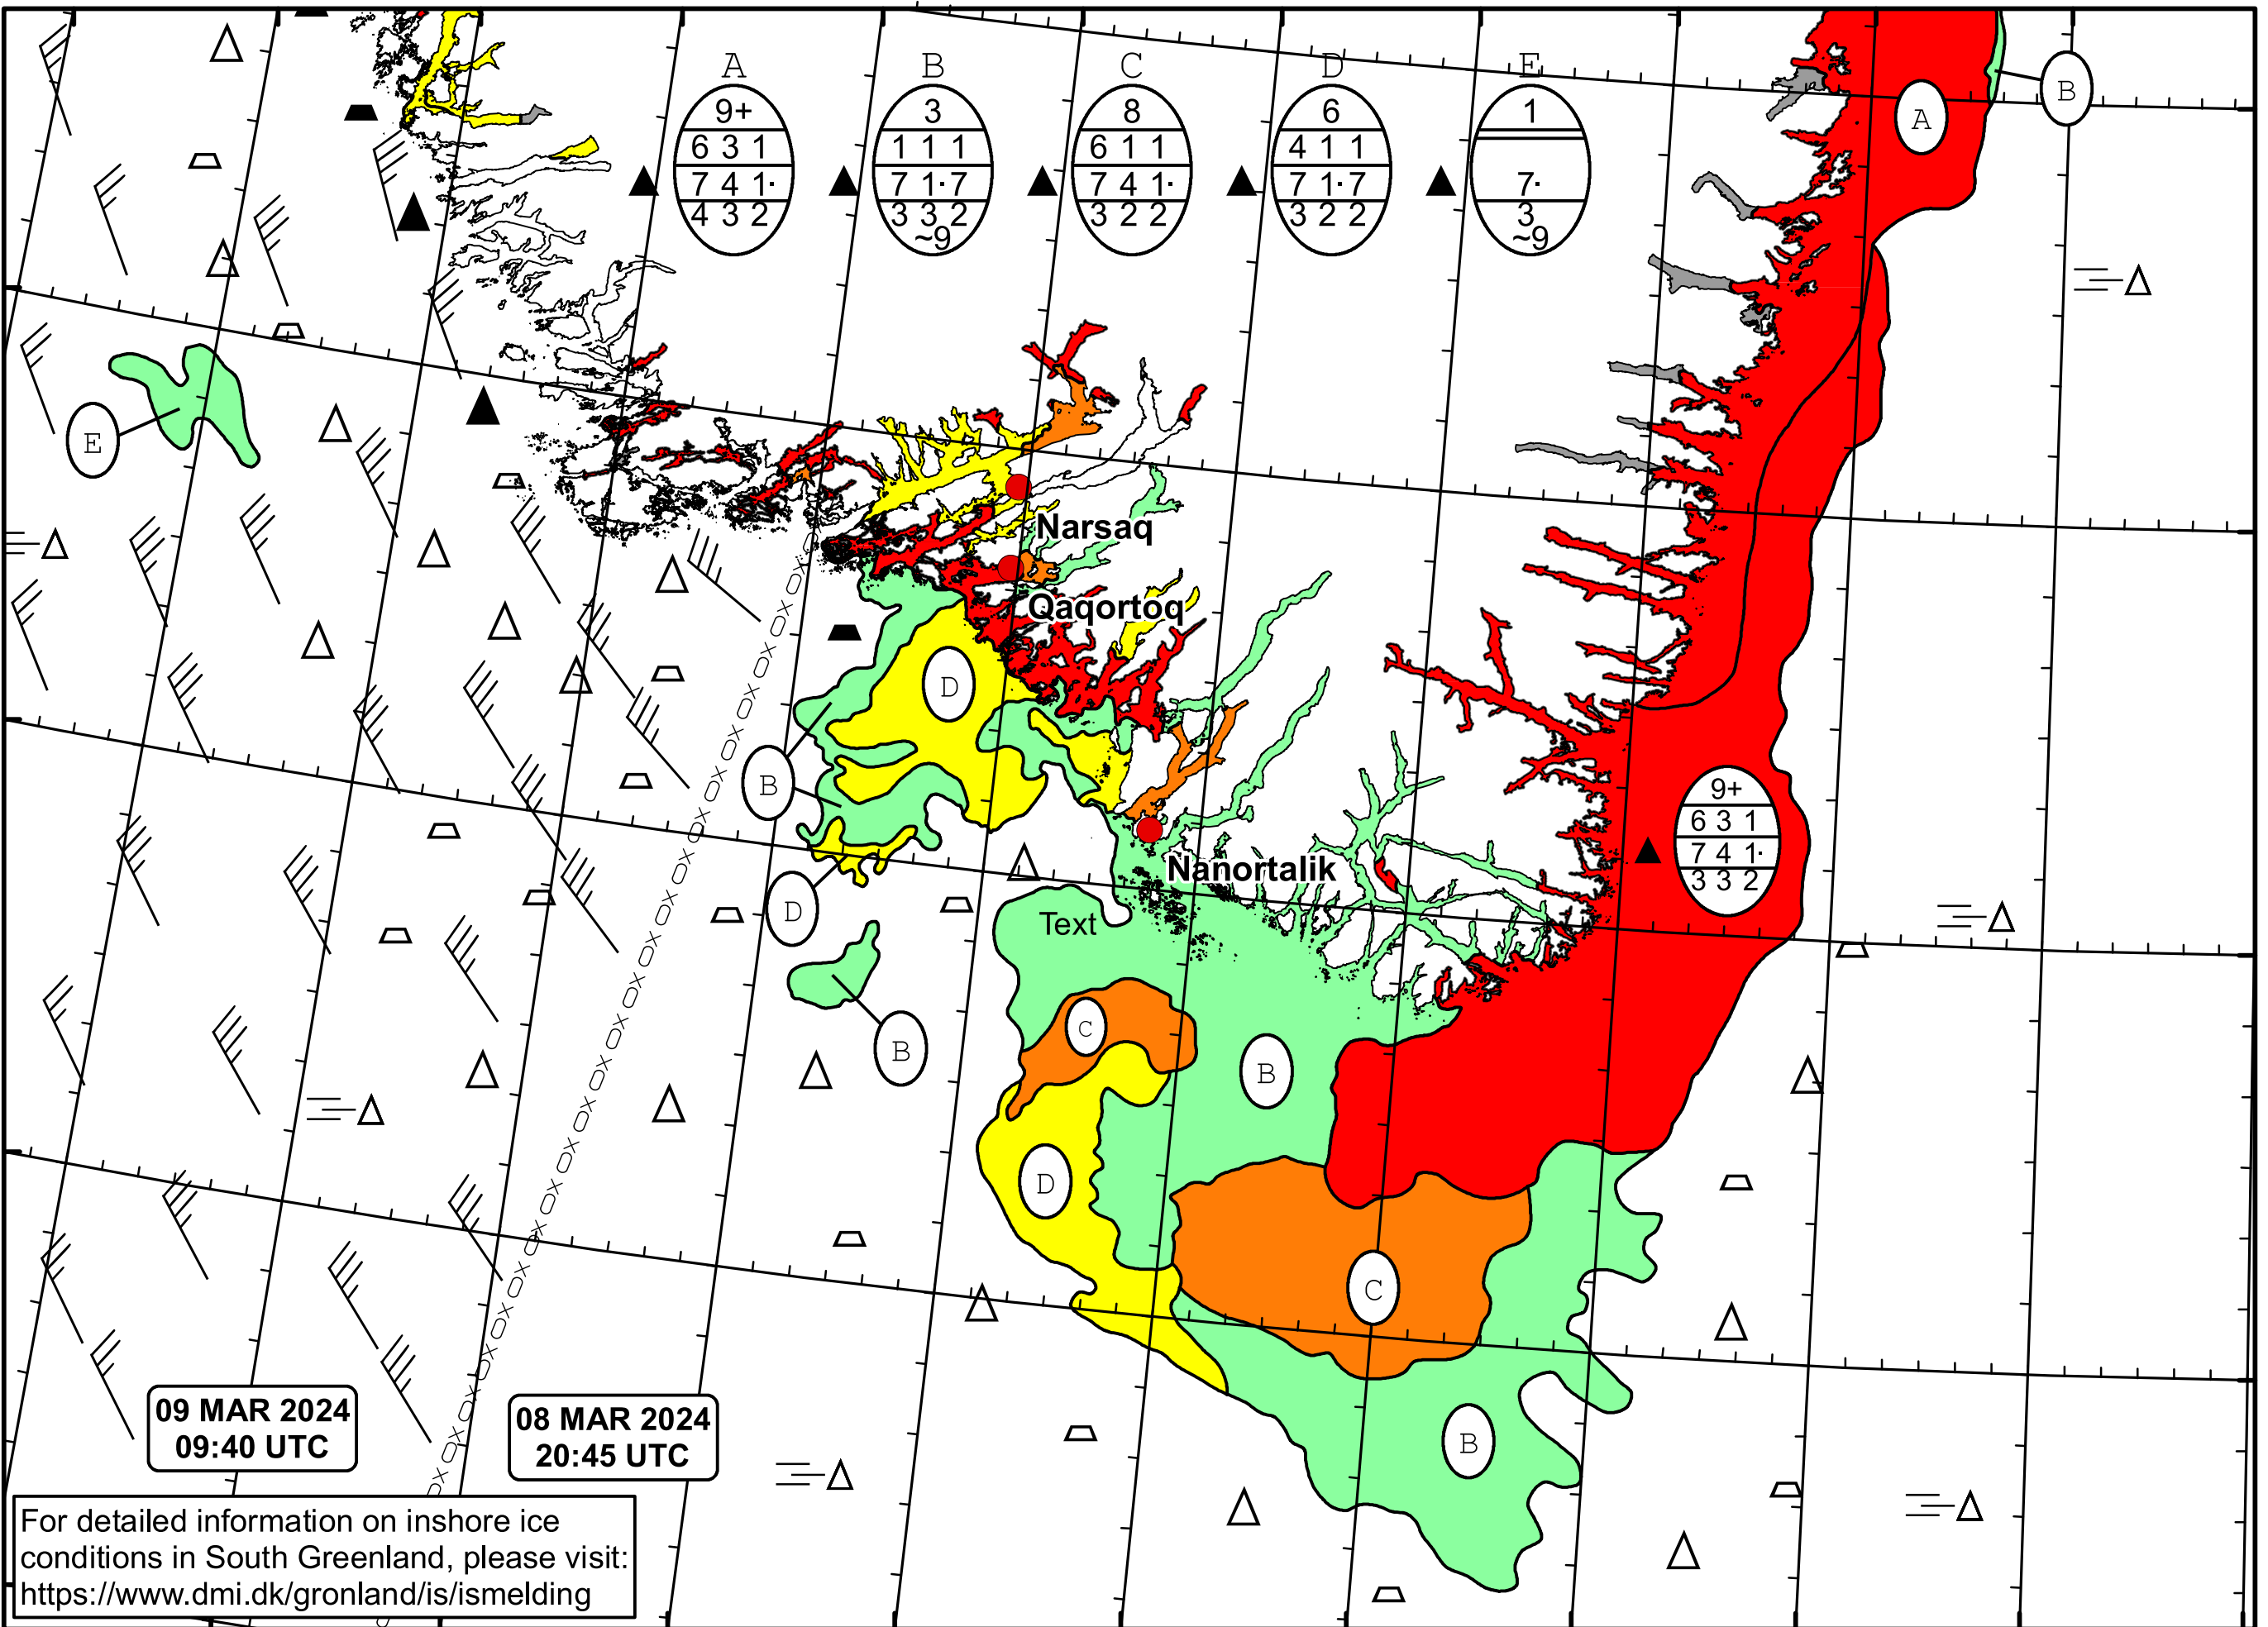 A B C D E
9+ 3 8 6 1
6 3 1 1 1 1 6 1 1 4 1 1
7 4 1· 7 1· 7 7 4 1· 7 1· 7 7·
4 3 2 3 3 2 3 2 2 3 2 2 3
~9 ~9
B
A
E
Narsaq
Qaqortoq
D
B
9+
6 3 1
7 4 1·
3 3 2
Nanortalik
D
Text
C
B
B
D
C
B
09 MAR 2024
09:40 UTC
08 MAR 2024
20:45 UTC
For detailed information on inshore ice
conditions in South Greenland, please visit:
https://www.dmi.dk/gronland/is/ismelding